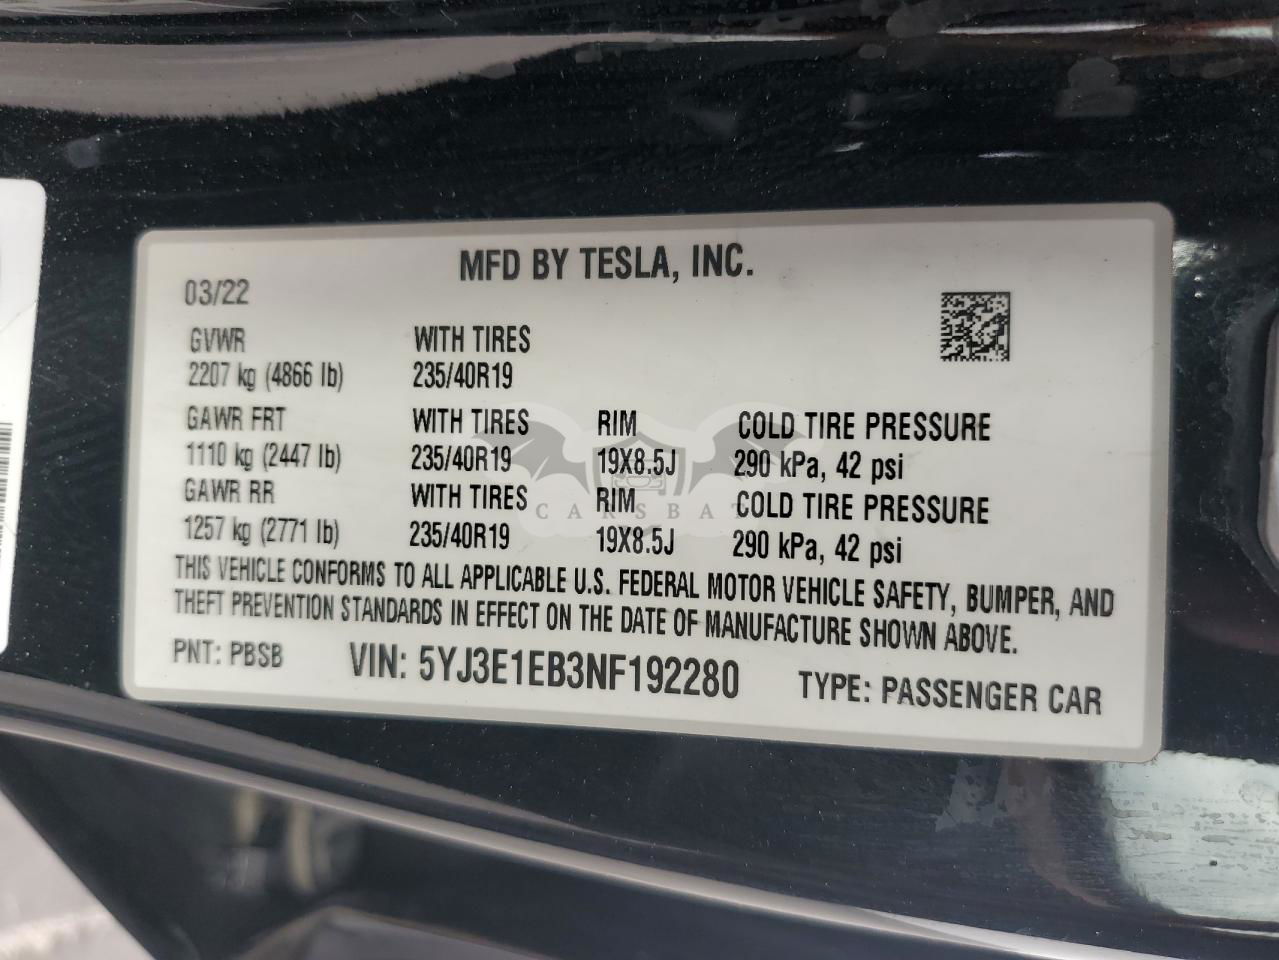 MFD BY TESLA, INC.
03/22
GVWR WITH TIRES
2207 kg (4866 lb) 235/40R19
GAWR FRT WITH TIRES RIM COLD TIRE PRESSURE
1110 kg (2447 lb) 235/40R19 19X8.5J 290 kPa, 42 psi
GAWR RR WITH TIRES RIM COLD TIRE PRESSURE
1257 kg (2771 lb) 235/40R19 19X8.5J 290 kPa, 42 psi
THIS VEHICLE CONFORMS TO ALL APPLICABLE U.S. FEDERAL MOTOR VEHICLE SAFETY, BUMPER, AND
THEFT PREVENTION STANDARDS IN EFFECT ON THE DATE OF MANUFACTURE SHOWN ABOVE.
PNT: PBSB VIN: 5YJ3E1EB3NF192280 TYPE: PASSENGER CAR
CARSBAT